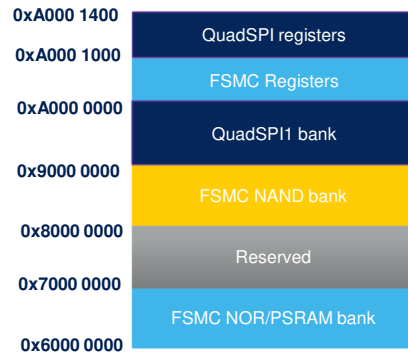 0xA000 1400
QuadSPI registers
0xA000 1000
FSMC Registers
0xA000 0000
QuadSPI1 bank
0x9000 0000
FSMC NAND bank
0x8000 0000
Reserved
0x7000 0000
FSMC NOR/PSRAM bank
0x6000 0000